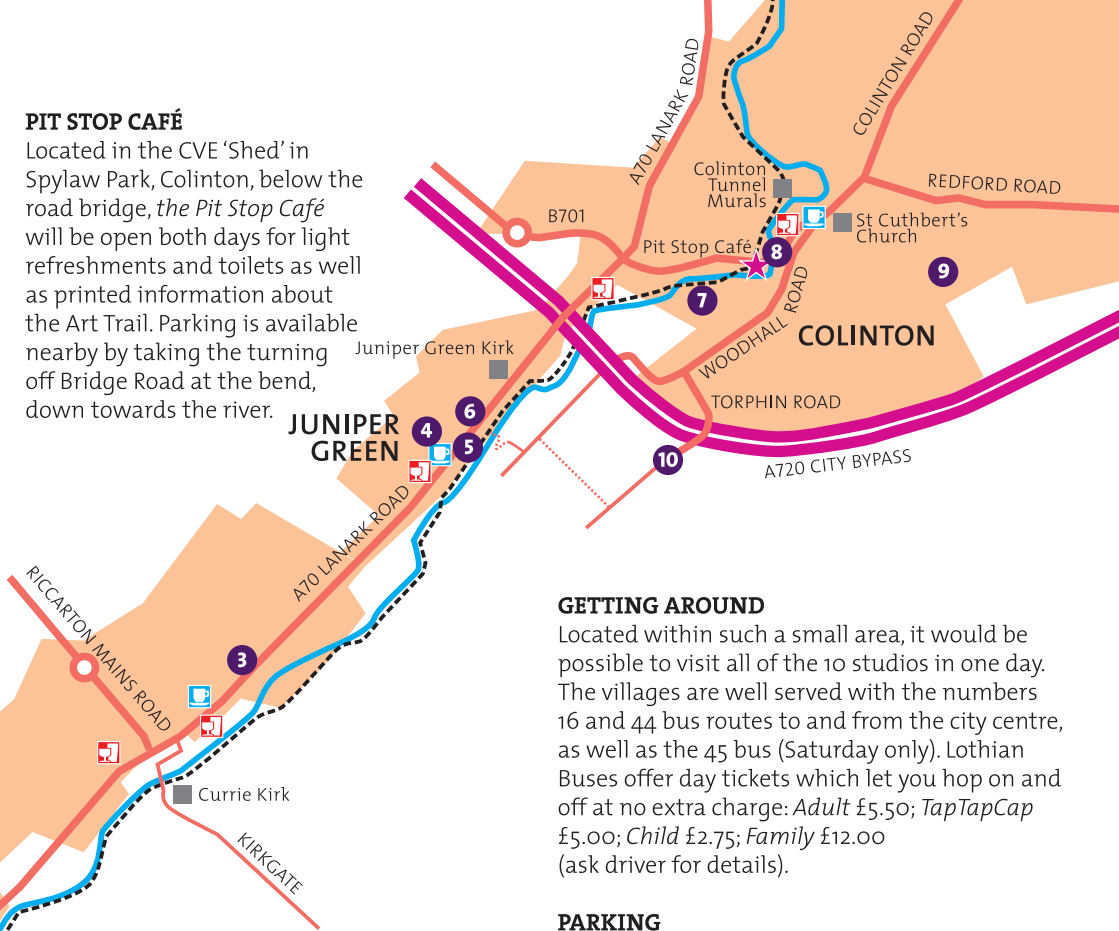 PIT STOP CAFÉ
Located in the CVE ‘Shed’ in
Spylaw Park, Colinton, below the
road bridge, the Pit Stop Café
will be open both days for light
refreshments and toilets as well
as printed information about
the Art Trail. Parking is available
nearby by taking the turning
off Bridge Road at the bend,
down towards the river.
A70 LANARK ROAD
COLINTON ROAD
Colinton
Tunnel
Murals
REDFORD ROAD
B701
St Cuthbert’s
Church
Pit Stop Café
8
9
7
WOODHALL ROAD
COLINTON
Juniper Green Kirk
TORPHIN ROAD
JUNIPER
GREEN
6
4
5
10
A720 CITY BYPASS
A70 LANARK ROAD
RICCARTON MAINS ROAD
3
Currie Kirk
KIRKGATE
GETTING AROUND
Located within such a small area, it would be
possible to visit all of the 10 studios in one day.
The villages are well served with the numbers
16 and 44 bus routes to and from the city centre,
as well as the 45 bus (Saturday only). Lothian
Buses offer day tickets which let you hop on and
off at no extra charge: Adult £5.50; TapTapCap
£5.00; Child £2.75; Family £12.00
(ask driver for details).
PARKING